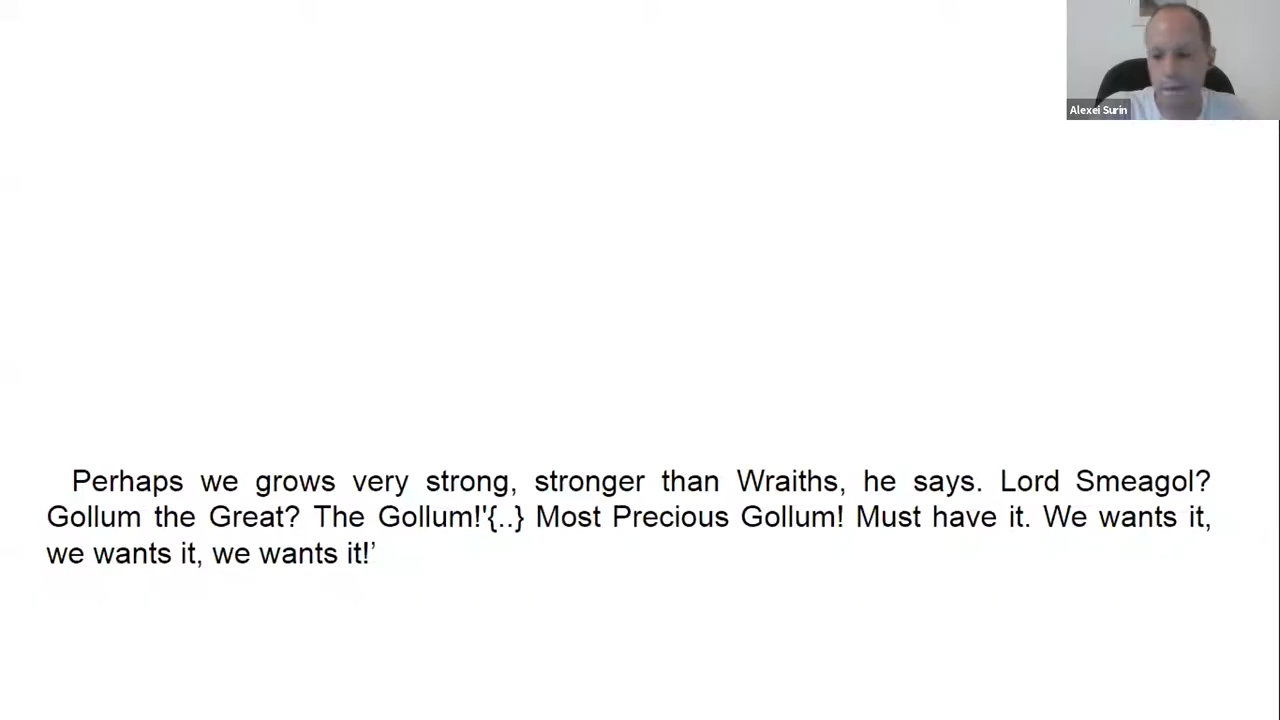 Alexei Surin
Perhaps we grows very strong, stronger than Wraiths, he says. Lord Smeagol?
Gollum the Great? The Gollum!'{..} Most Precious Gollum! Must have it. We wants it,
we wants it, we wants it!’